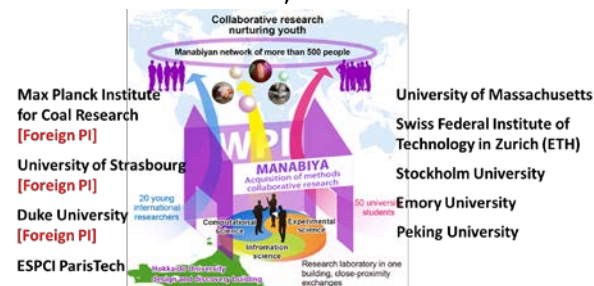 Collaborative research
nurturing youth
Manabiyan network of more than 500 people
Max Planck Institute
for Coal Research
[Foreign PI]
University of Strasbourg
[Foreign PI]
Duke University
[Foreign PI]
ESPCI ParisTech
WPI
MANABIYA
Acquisition of methods
collaborative research
20 young
international
researchers
50 universi
students
Computational
science
Experimental
science
Information
science
Hokkaido University
design and discovery building
Research laboratory in one
building, close-proximity
exchanges
University of Massachusetts
Swiss Federal Institute of
Technology in Zurich (ETH)
Stockholm University
Emory University
Peking University